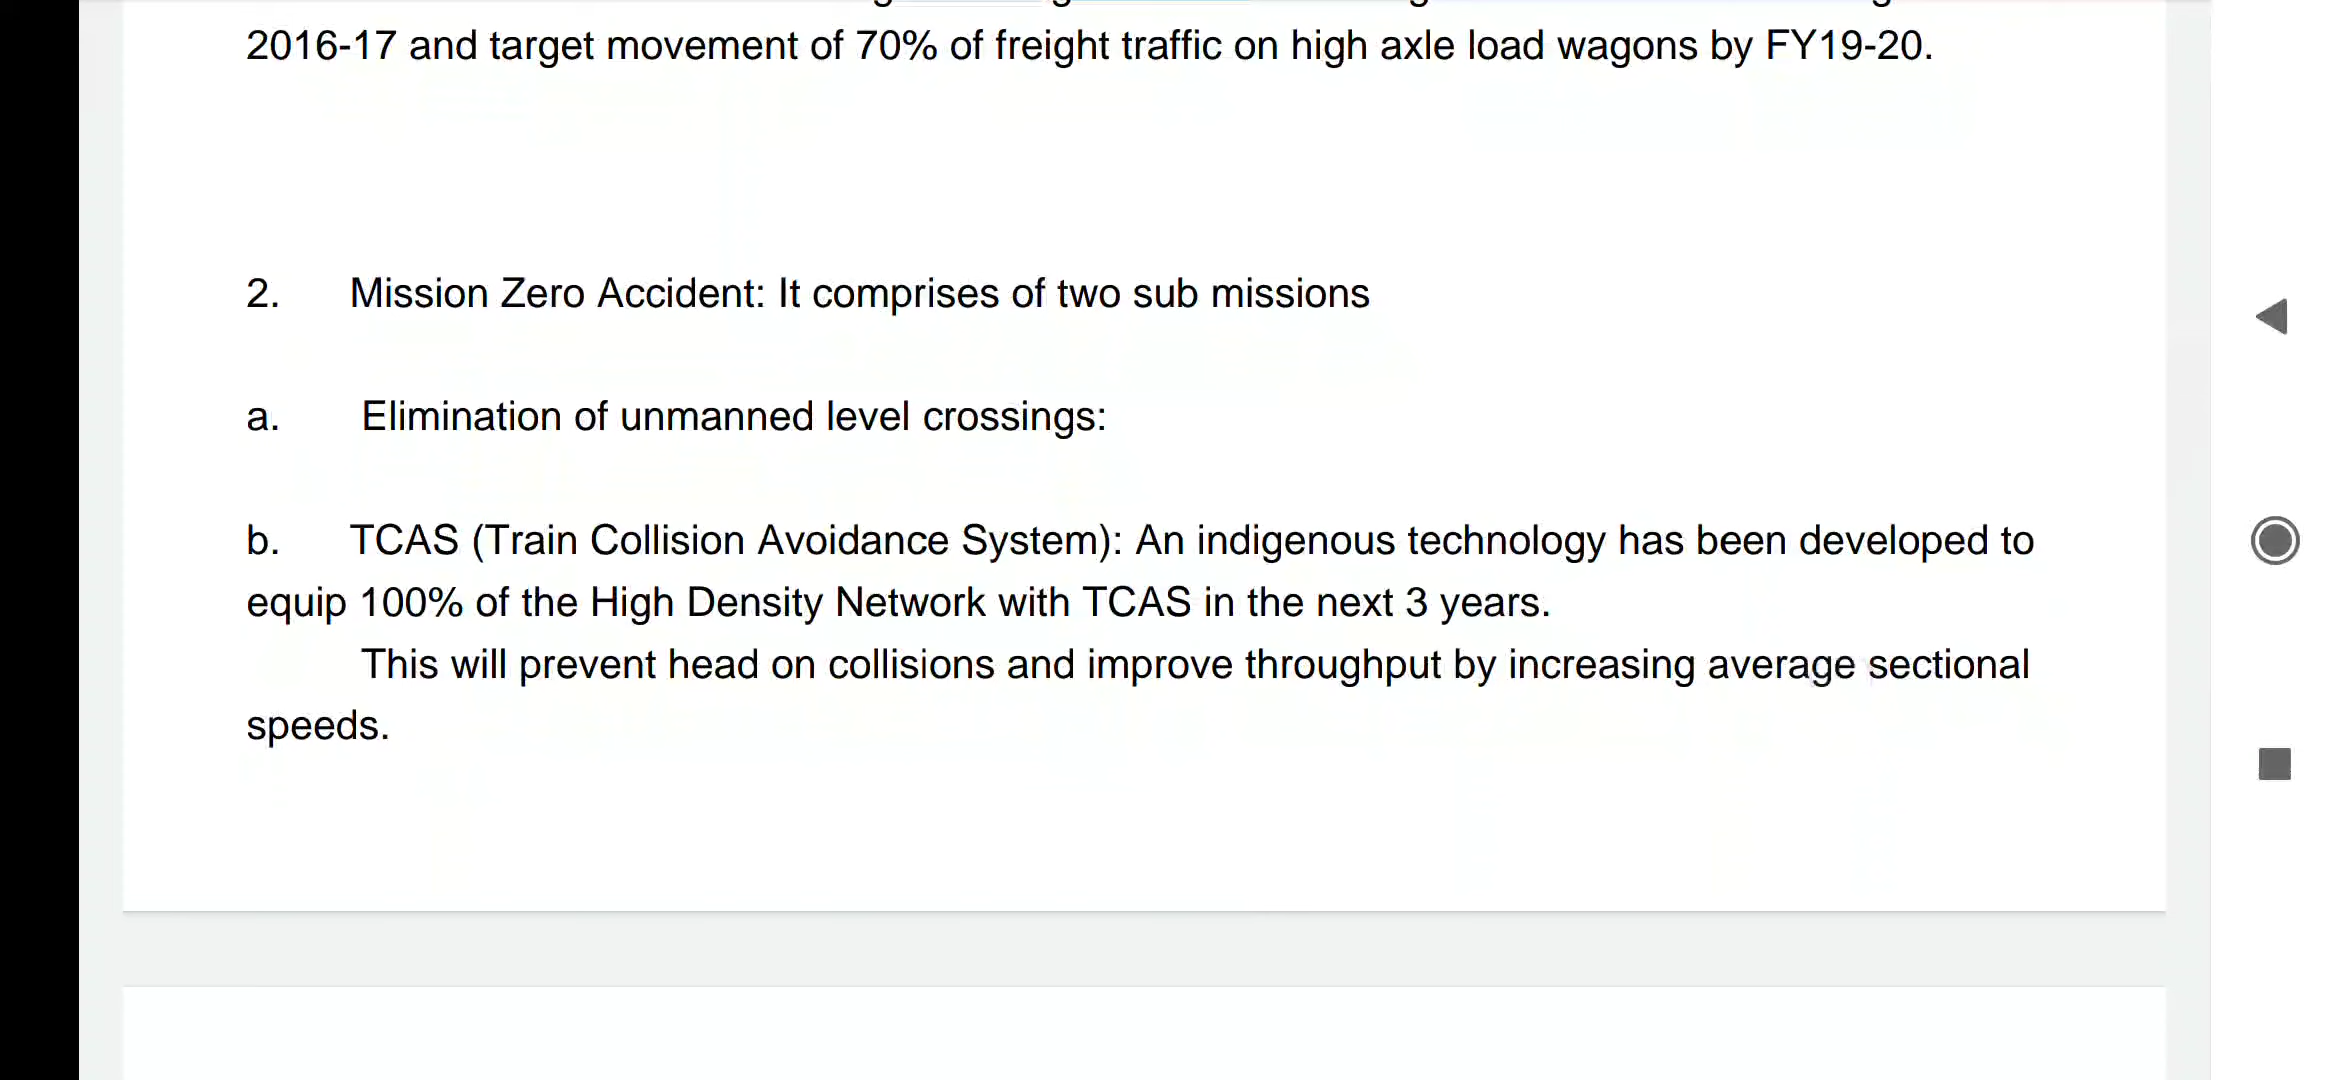 2016-17 and target movement of 70% of freight traffic on high axle load wagons by FY19-20.
2. Mission Zero Accident: It comprises of two sub missions
a. Elimination of unmanned level crossings:
b. TCAS (Train Collision Avoidance System): An indigenous technology has been developed to
equip 100% of the High Density Network with TCAS in the next 3 years.
This will prevent head on collisions and improve throughput by increasing average sectional
speeds.